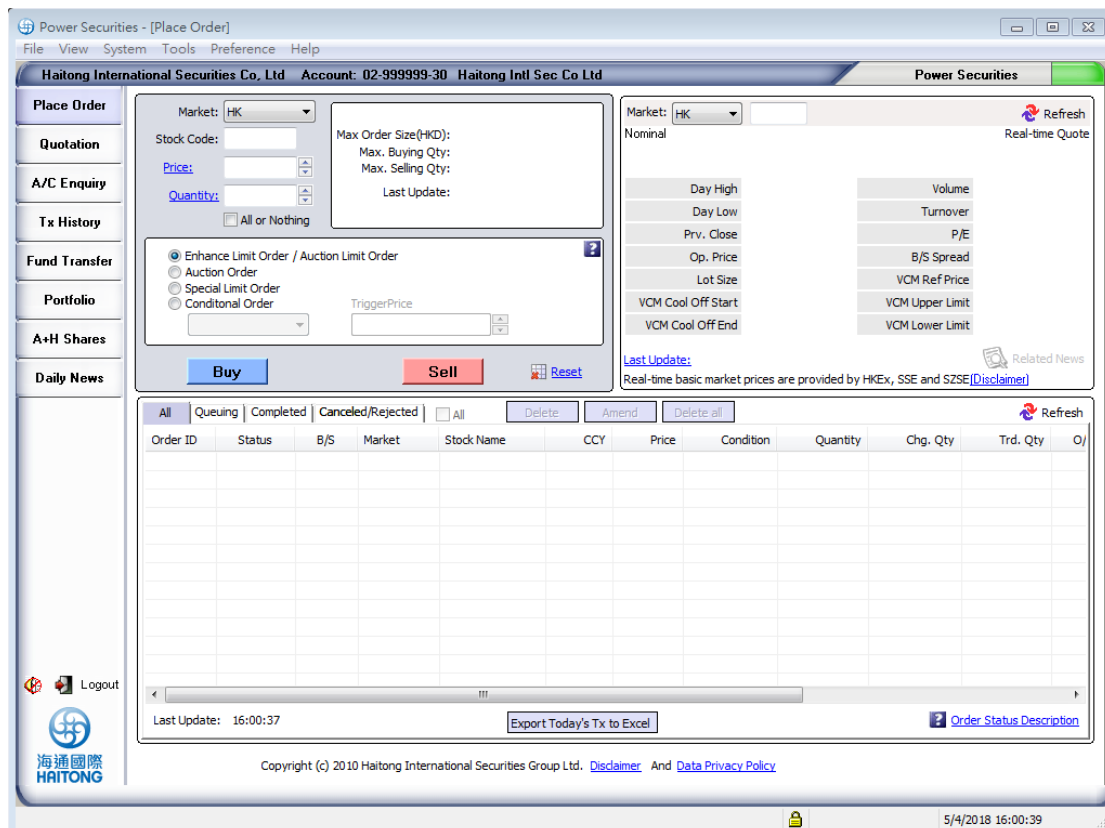 Power Securities - [Place Order]
File View System Tools Preference Help
Haitong International Securities Co, Ltd Account: 02-999999-30 Haitong Intl Sec Co Ltd
Power Securities
Place Order
Quotation
A/C Enquiry
Tx History
Fund Transfer
Portfolio
A+H Shares
Daily News
Logout
海通國際
HAITONG
Market: HK
Stock Code:
Price:
Quantity:
All or Nothing
Max Order Size(HKD):
Max. Buying Qty:
Max. Selling Qty:
Last Update:
Enhance Limit Order / Auction Limit Order
?
Auction Order
Special Limit Order
Conditonal Order TriggerPrice
Buy Sell Reset
Market: HK Refresh
Nominal Real-time Quote
Day High Volume
Day Low Turnover
Prv. Close P/E
Op. Price B/S Spread
Lot Size VCM Ref Price
VCM Cool Off Start VCM Upper Limit
VCM Cool Off End VCM Lower Limit
Last Update: Related News
Real-time basic market prices are provided by HKEx, SSE and SZSE(Disclaimer)
All Queuing Completed Canceled/Rejected All Delete Amend Delete all Refresh
Order ID Status B/S Market Stock Name CCY Price Condition Quantity Chg. Qty Trd. Qty O/
Last Update: 16:00:37 Export Today's Tx to Excel ? Order Status Description
Copyright (c) 2010 Haitong International Securities Group Ltd. Disclaimer And Data Privacy Policy
5/4/2018 16:00:39